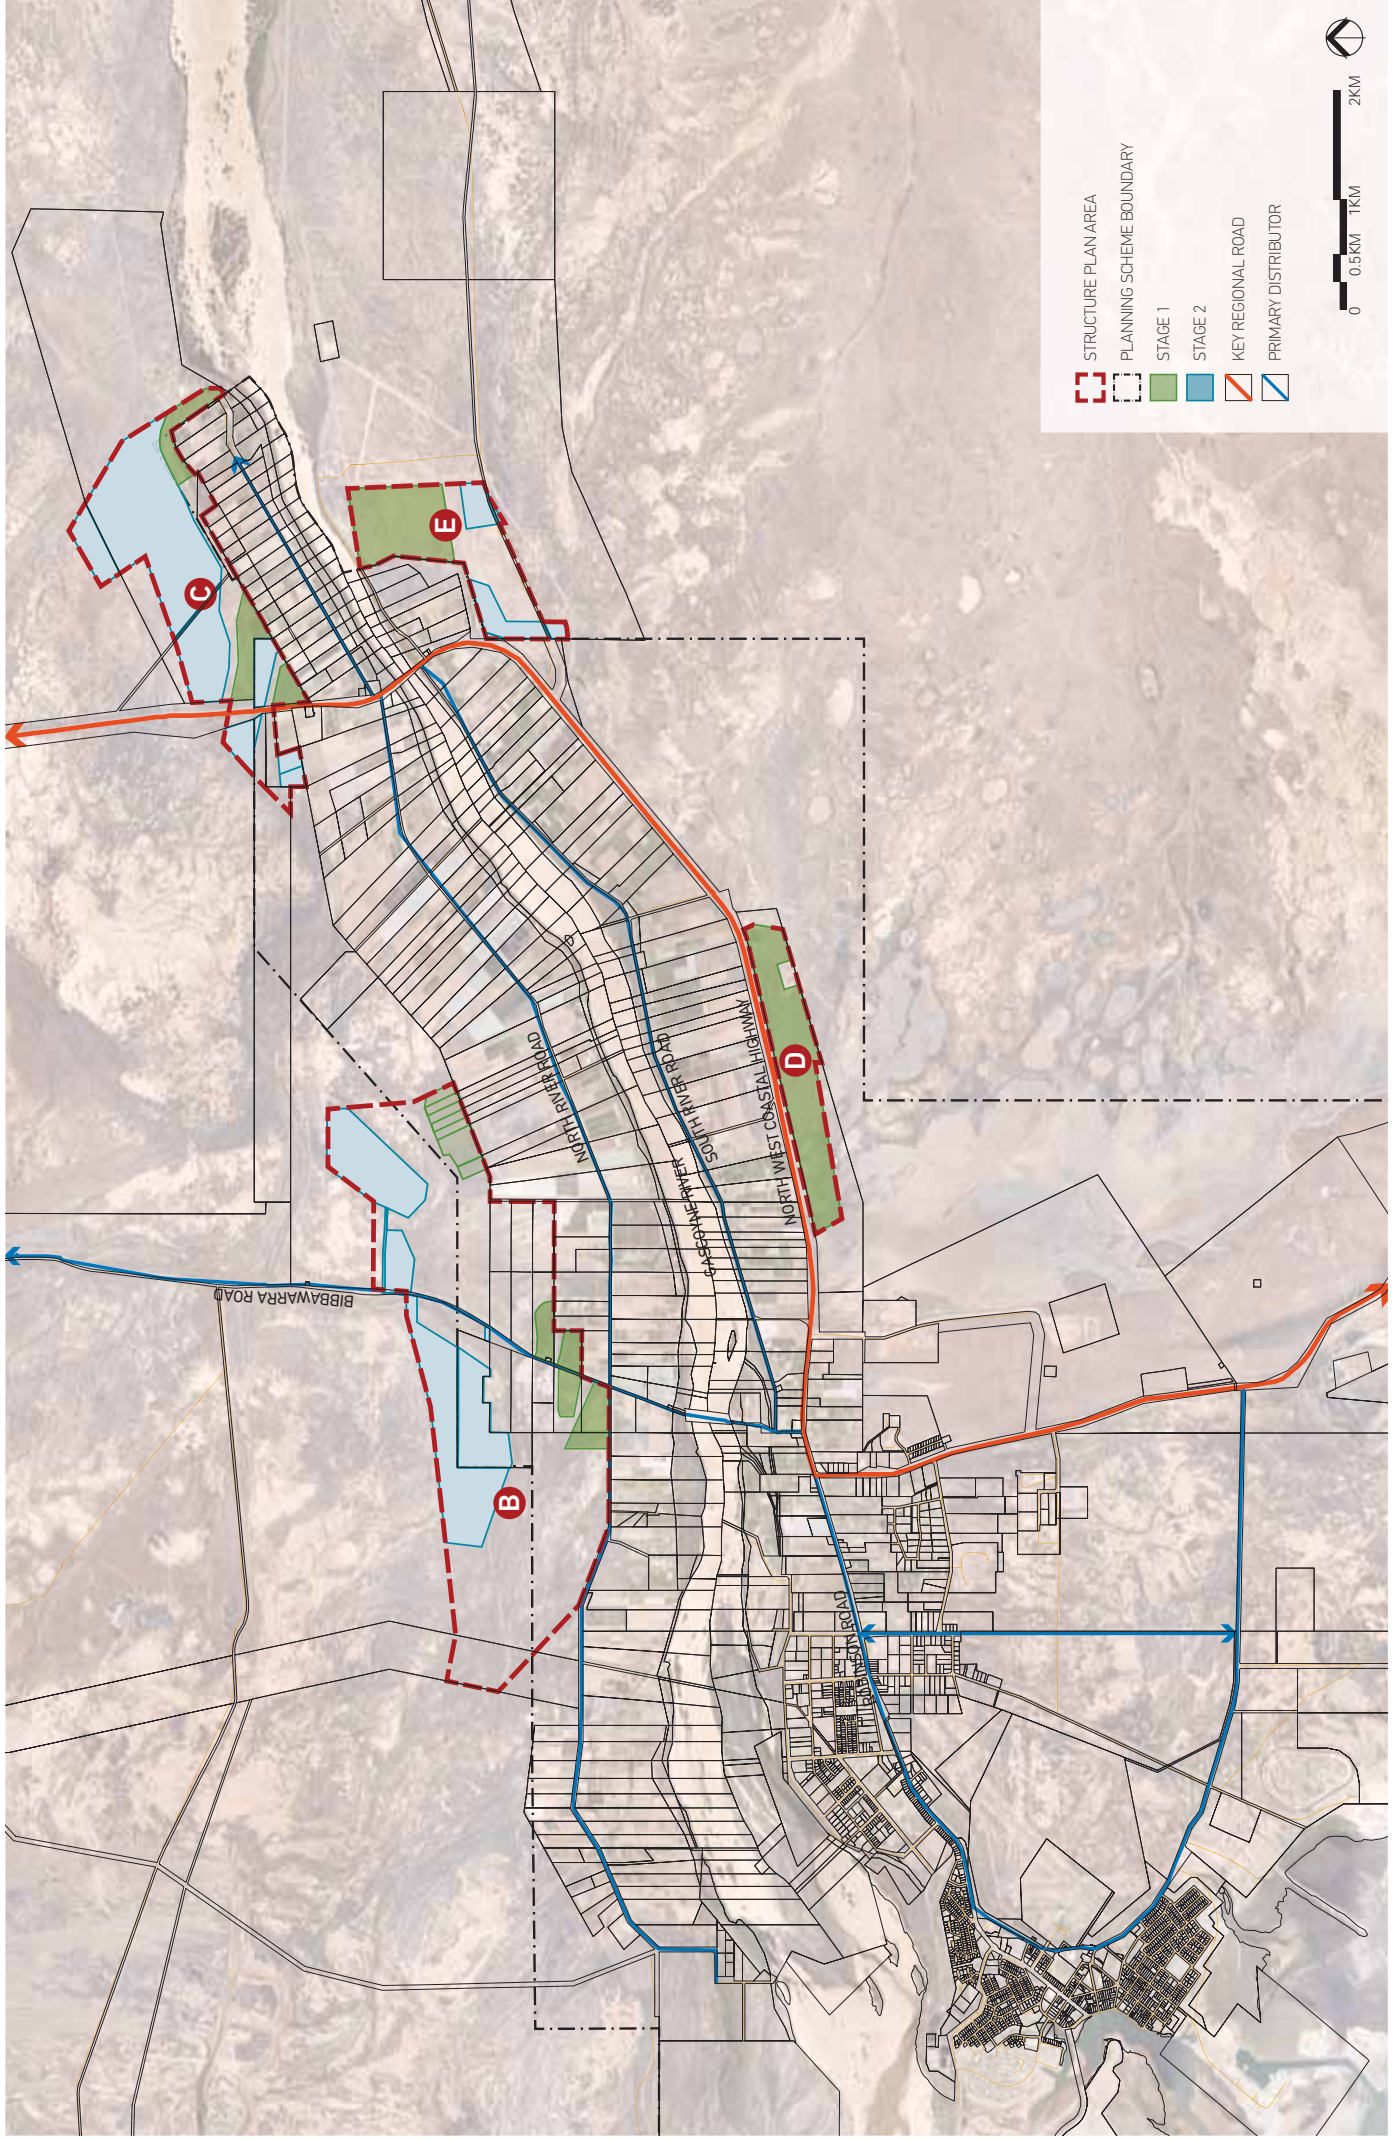 C
E
BIBBAWARRA ROAD
NORTH RIVER ROAD
SOUTH RIVER ROAD
GASCOYNE RIVER
NORTH WEST COASTAL HIGHWAY
D
B
ROBINSON ROAD
STRUCTURE PLAN AREA
PLANNING SCHEME BOUNDARY
STAGE 1
STAGE 2
KEY REGIONAL ROAD
PRIMARY DISTRIBUTOR
0 0.5KM 1KM 2KM